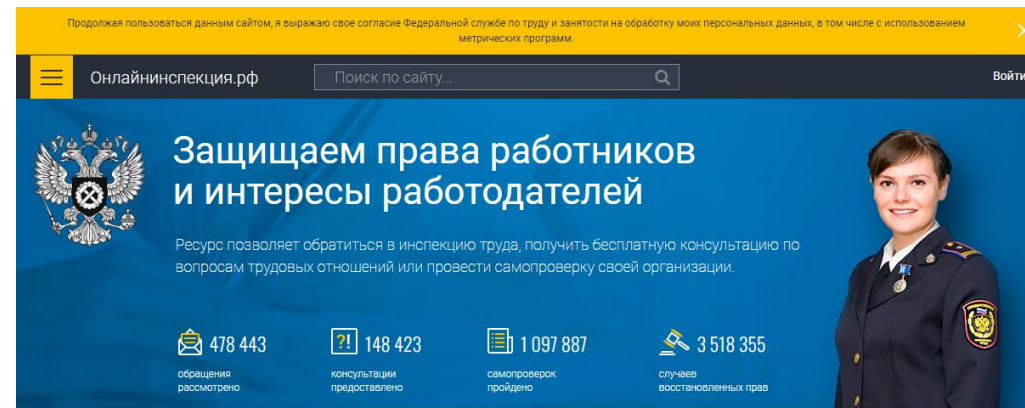 Продолжая пользоваться данным сайтом, я выражаю свое согласие Федеральной службе по труду и занятости на обработку моих персональных данных, в том числе с использованием
метрических программ.
Онлайнинспекция.рф
Поиск по сайту...
Войти
Защищаем права работников
и интересы работодателей
Ресурс позволяет обратиться в инспекцию труда, получить бесплатную консультацию по
вопросам трудовых отношений или провести самопроверку своей организации.
478 443
обращения
рассмотрено
?! 148 423
консультации
предоставлено
1 097 887
самопроверок
пройдено
3 518 355
случаев
восстановленных прав